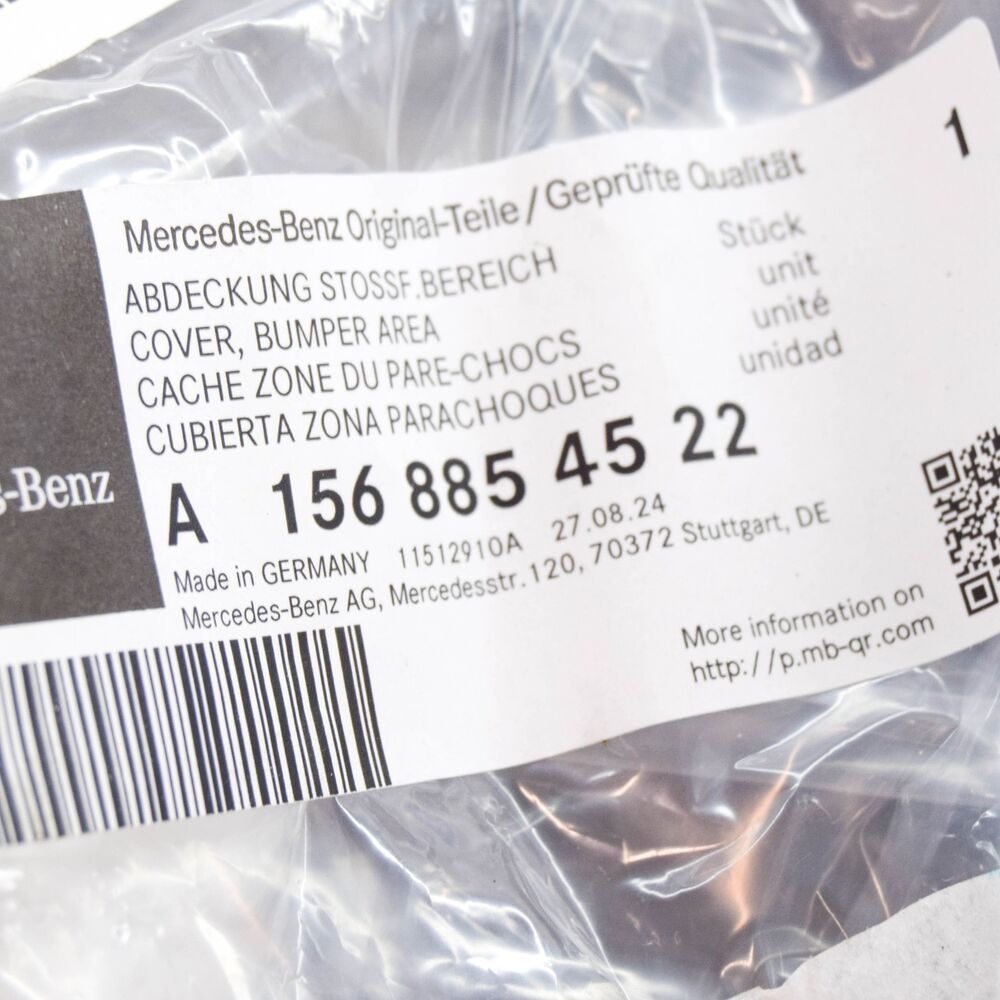 Mercedes-Benz Original-Teile/Geprüfte Qualität
1
ABDECKUNG STOSSF.BEREICH
COVER, BUMPER AREA
CACHE ZONE DU PARE-CHOCS
CUBIERTA ZONA PARACHOQUES
Stück
unit
unité
unidad
s-Benz
A 156 885 45 22
Made in GERMANY 11512910A 27.08.24
Mercedes-Benz AG, Mercedesstr.120, 70372 Stuttgart, DE
More information on
http://p.mb-qr.com